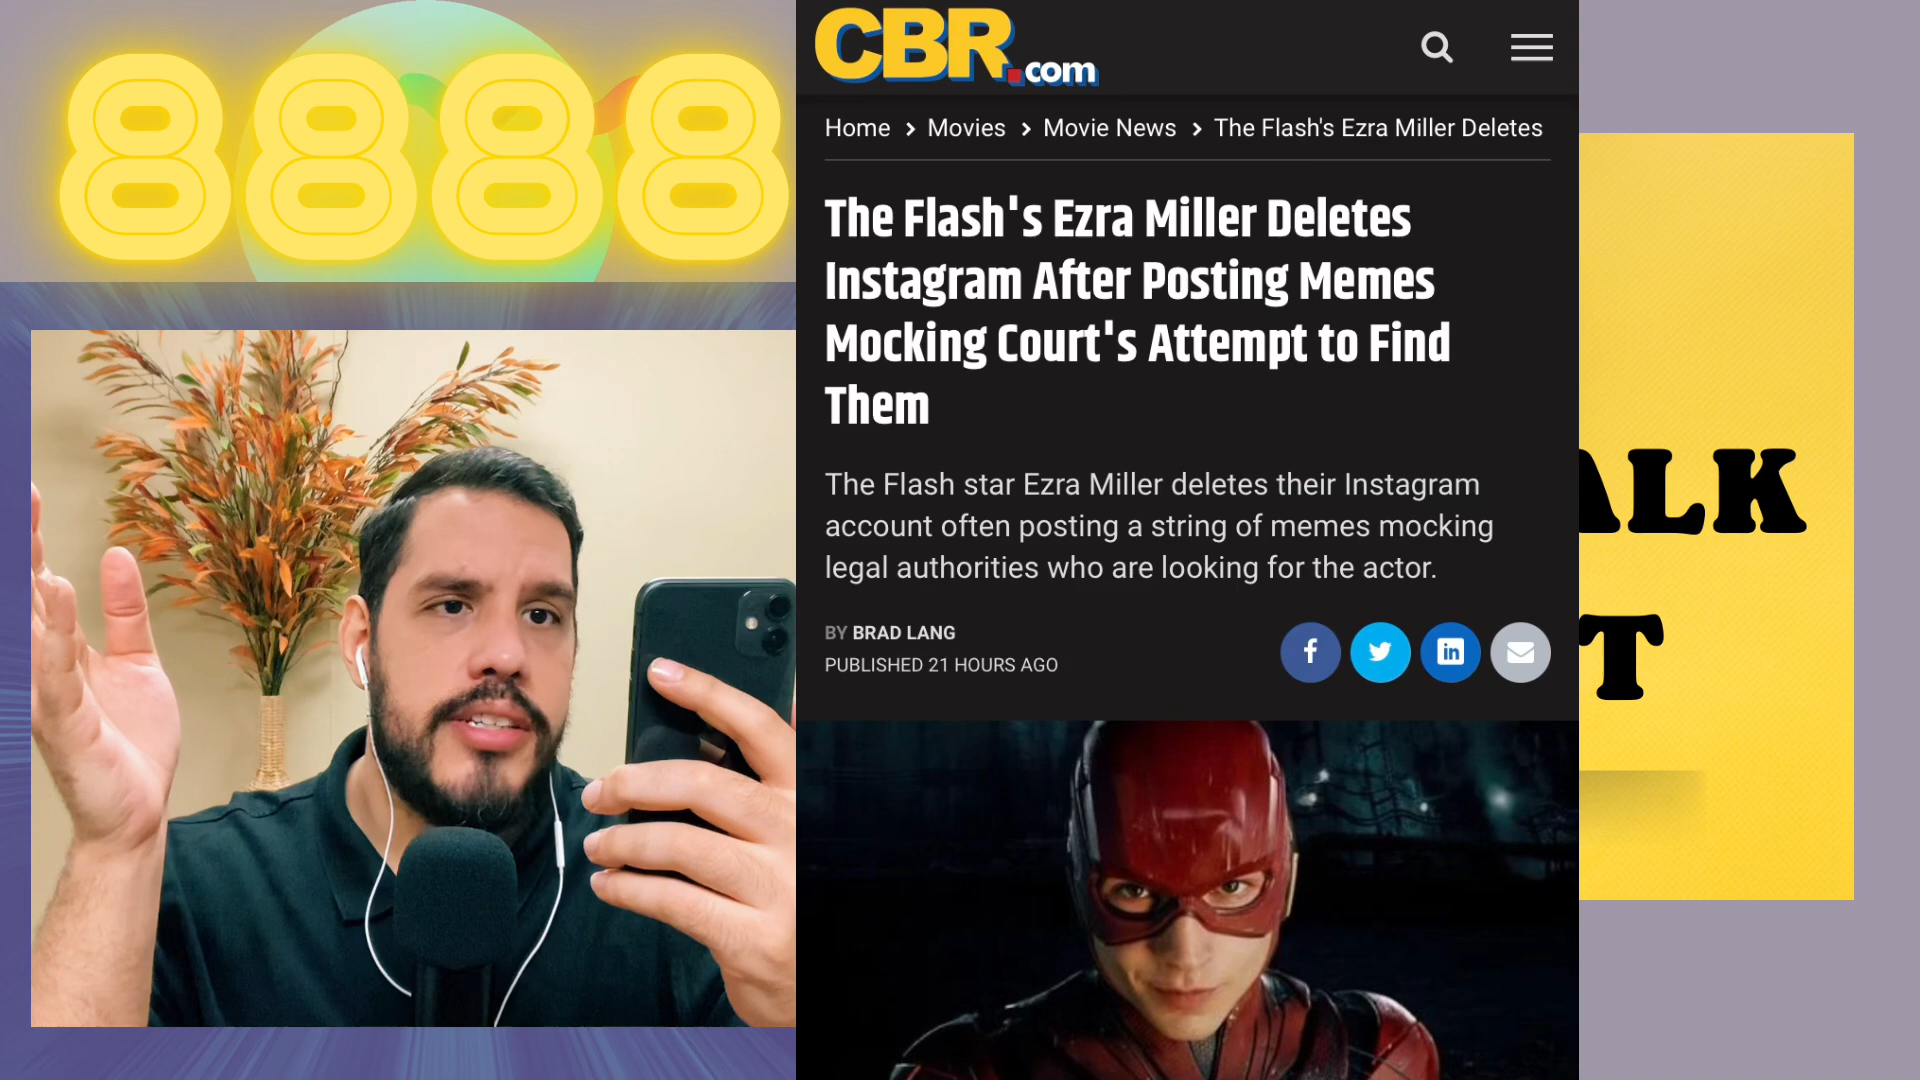 8888
CBR.com
Home > Movies > Movie News > The Flash's Ezra Miller Deletes
The Flash's Ezra Miller Deletes
Instagram After Posting Memes
Mocking Court's Attempt to Find
Them
The Flash star Ezra Miller deletes their Instagram
account often posting a string of memes mocking
legal authorities who are looking for the actor.
BY BRAD LANG
PUBLISHED 21 HOURS AGO
f
in
ALK
T